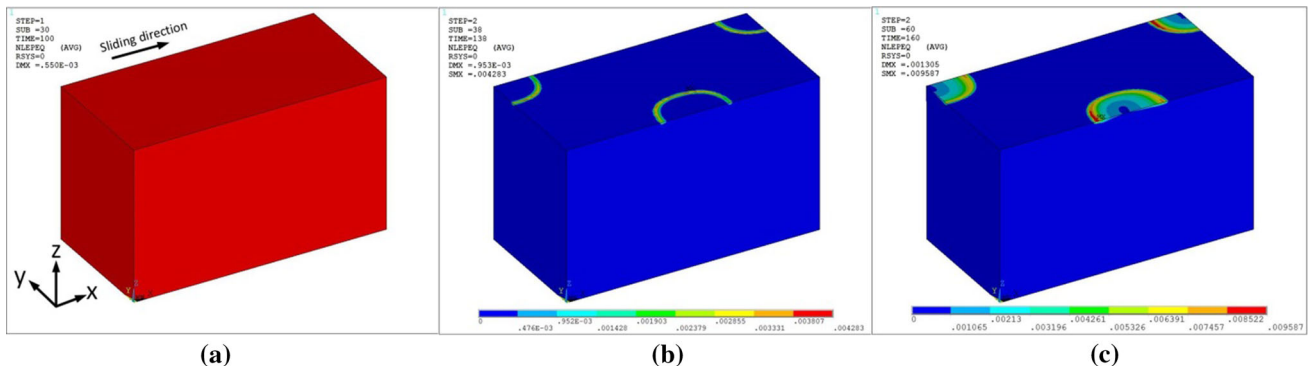 1
STEP=1
SUB =30
TIME=100
NLEPEQ (AVG)
RSYS=0
DMX =.550E-03
Sliding direction
z
y
x
Y
Z
(a)
1
STEP=2
SUB =38
TIME=138
NLEPEQ (AVG)
RSYS=0
DMX =.953E-03
SMX =.004283
Y
Z
0 .952E-03 .001903 .002855 .003807
.476E-03 .001428 .002379 .003331 .004283
(b)
1
STEP=2
SUB =60
TIME=160
NLEPEQ (AVG)
RSYS=0
DMX =.001305
SMX =.009587
Y
Z
0 .00213 .004261 .006391 .008522
.001065 .003196 .005326 .007457 .009587
(c)